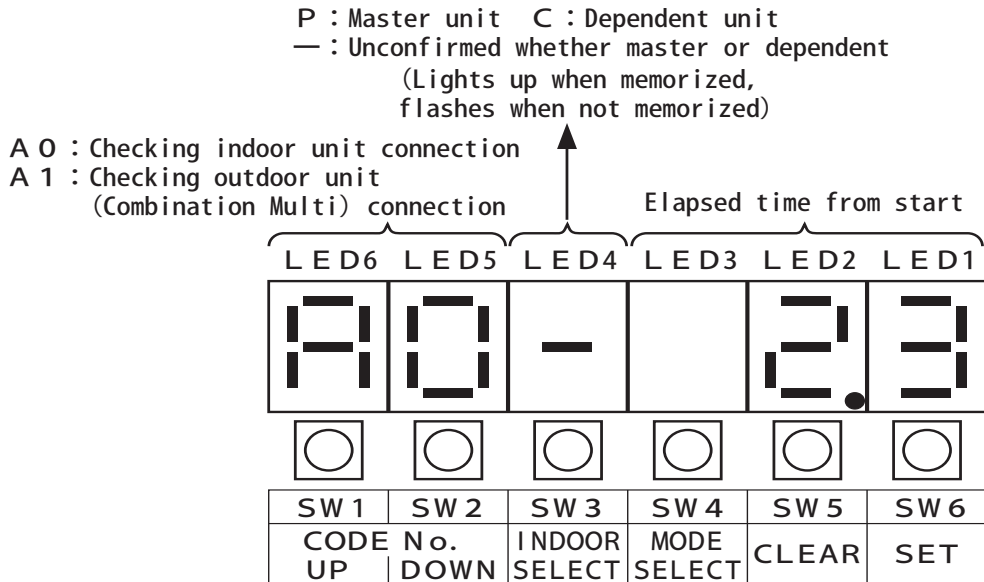 P：Master unit C：Dependent unit
－：Unconfirmed whether master or dependent
(Lights up when memorized,
flashes when not memorized)
A 0：Checking indoor unit connection
A 1：Checking outdoor unit
(Combination Multi) connection
Elapsed time from start
LED6 LED5 LED4 LED3 LED2 LED1
A 0 - 2. 3
SW1 SW2 SW3 SW4 SW5 SW6
CODE No. INDOOR MODE CLEAR SET
UP DOWN SELECT SELECT